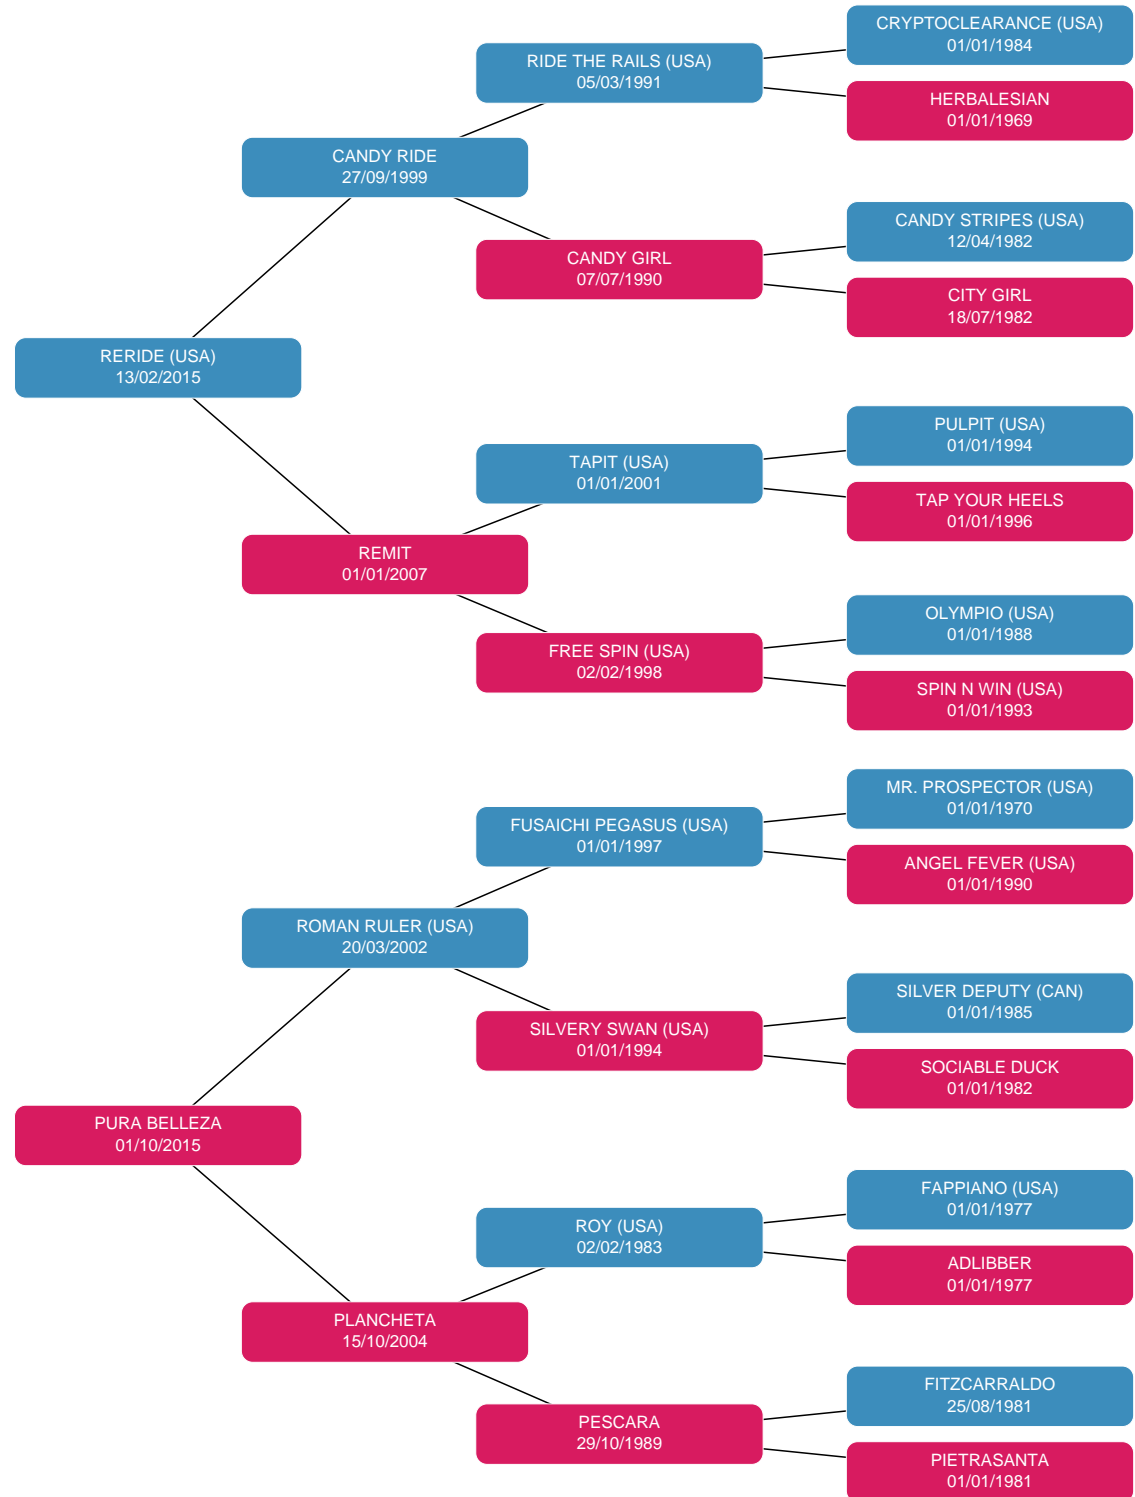 CRYPTOCLEARANCE (USA)
01/01/1984
RIDE THE RAILS (USA)
05/03/1991
HERBALESIAN
01/01/1969
CANDY RIDE
27/09/1999
CANDY STRIPES (USA)
12/04/1982
CANDY GIRL
07/07/1990
CITY GIRL
18/07/1982
RERIDE (USA)
13/02/2015
PULPIT (USA)
01/01/1994
TAPIT (USA)
01/01/2001
TAP YOUR HEELS
01/01/1996
REMIT
01/01/2007
OLYMPIO (USA)
01/01/1988
FREE SPIN (USA)
02/02/1998
SPIN N WIN (USA)
01/01/1993
MR. PROSPECTOR (USA)
01/01/1970
FUSAICHI PEGASUS (USA)
01/01/1997
ANGEL FEVER (USA)
01/01/1990
ROMAN RULER (USA)
20/03/2002
SILVER DEPUTY (CAN)
01/01/1985
SILVERY SWAN (USA)
01/01/1994
SOCIABLE DUCK
01/01/1982
PURA BELLEZA
01/10/2015
FAPPIANO (USA)
01/01/1977
ROY (USA)
02/02/1983
ADLIBBER
01/01/1977
PLANCHETA
15/10/2004
FITZCARRALDO
25/08/1981
PESCARA
29/10/1989
PIETRASANTA
01/01/1981